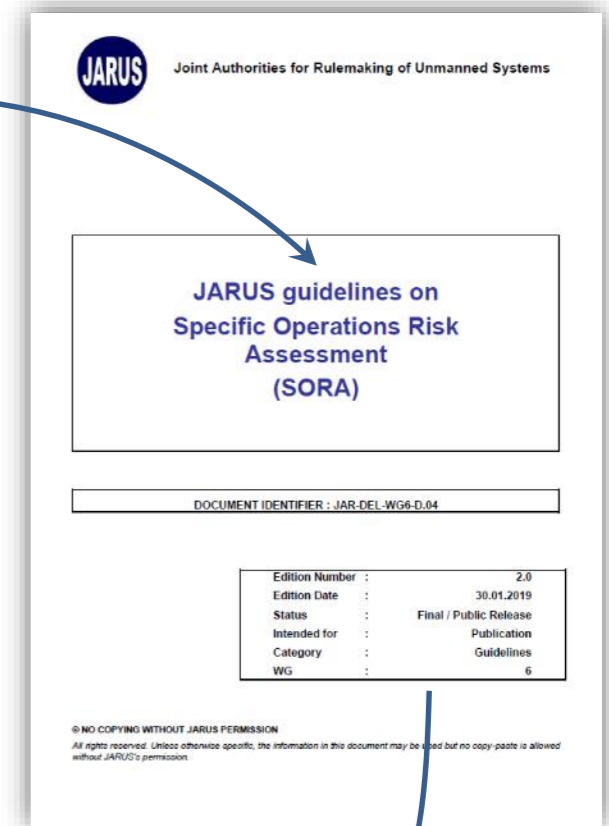 JARUS
Joint Authorities for Rulemaking of Unmanned Systems
JARUS guidelines on
Specific Operations Risk
Assessment
(SORA)
DOCUMENT IDENTIFIER : JAR-DEL-WG6-D.04
Edition Number : 2.0
Edition Date : 30.01.2019
Status : Final / Public Release
Intended for : Publication
Category : Guidelines
WG : 6
© NO COPYING WITHOUT JARUS PERMISSION
All rights reserved. Unless otherwise specific, the information in this document may be used but no copy-paste is allowed
without JARUS's permission.